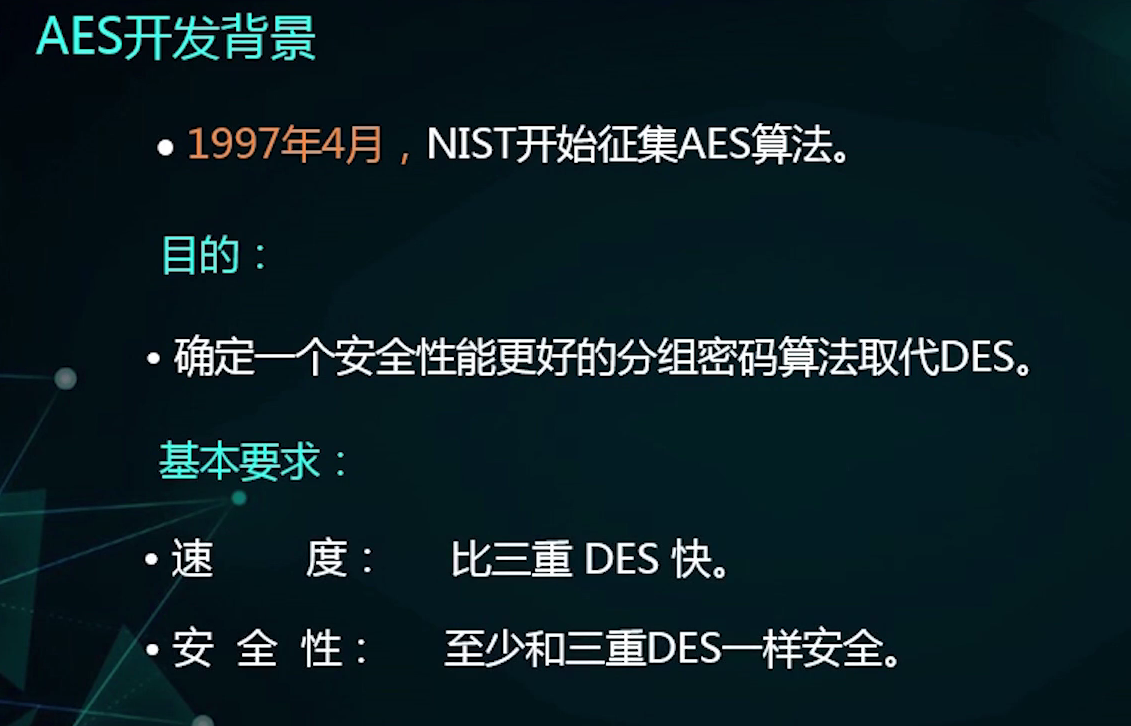 AES开发背景
• 1997年4月，NIST开始征集AES算法。
目的：
• 确定一个安全性能更好的分组密码算法取代DES。
基本要求：
• 速 度： 比三重 DES 快。
• 安 全 性： 至少和三重DES一样安全。